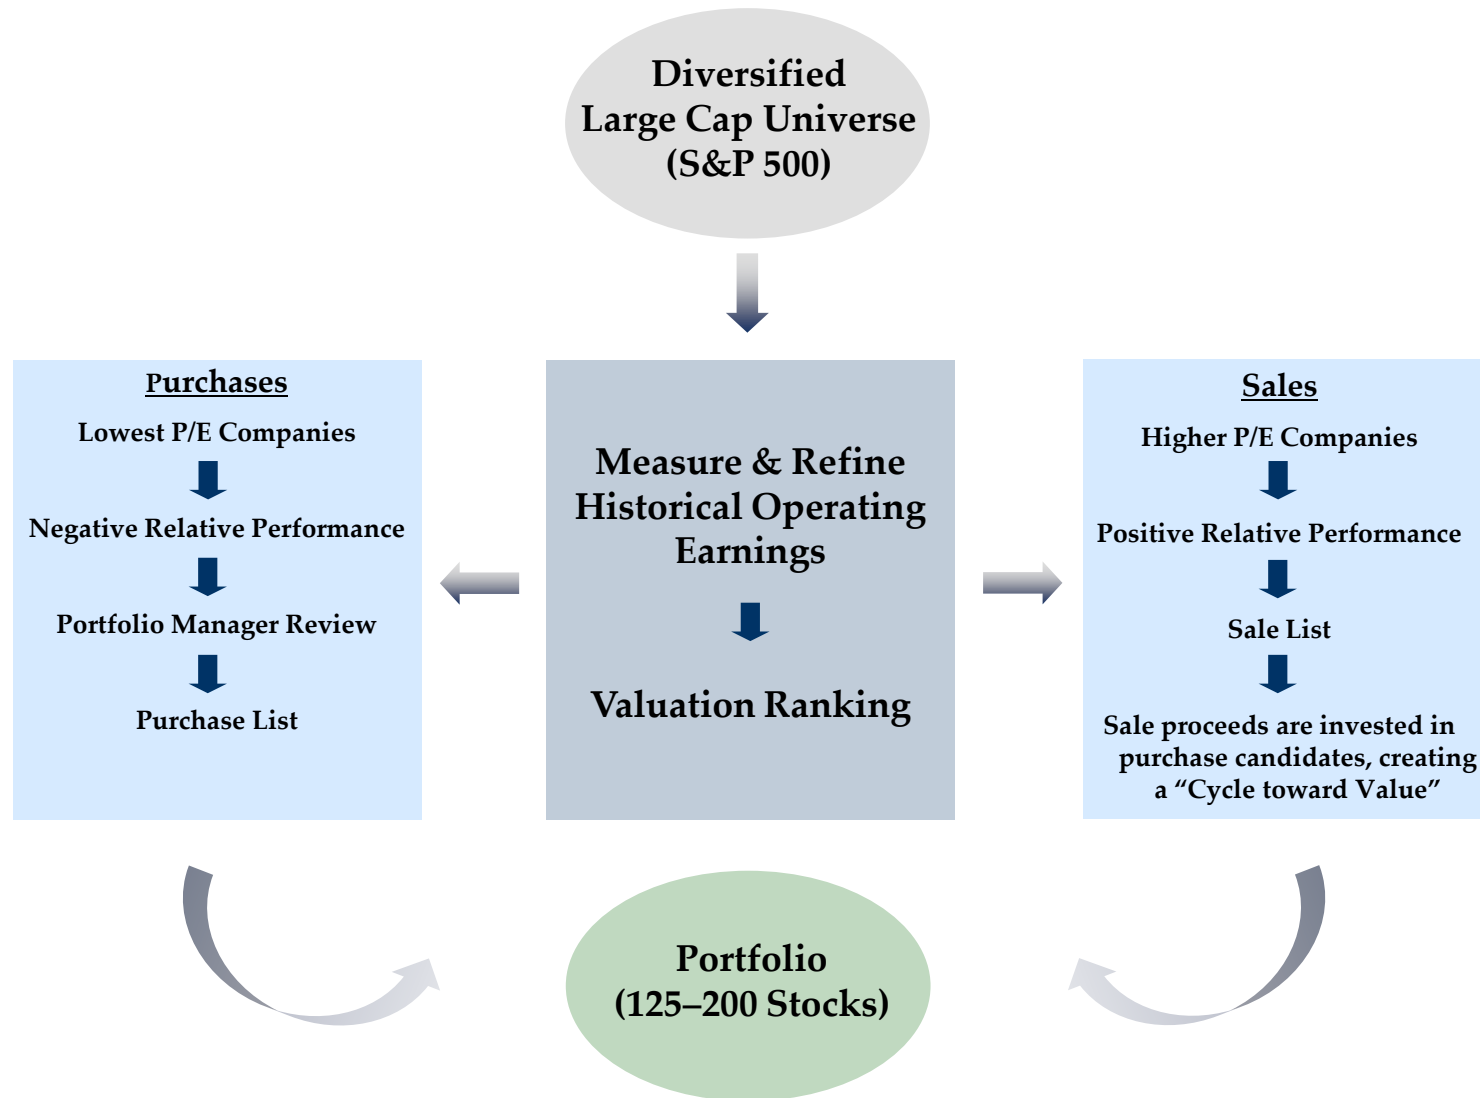 Diversified
Large Cap Universe
(S&P 500)
Purchases
Lowest P/E Companies
Negative Relative Performance
Portfolio Manager Review
Purchase List
Measure & Refine
Historical Operating
Earnings
Valuation Ranking
Sales
Higher P/E Companies
Positive Relative Performance
Sale List
Sale proceeds are invested in
purchase candidates, creating
a “Cycle toward Value”
Portfolio
(125–200 Stocks)